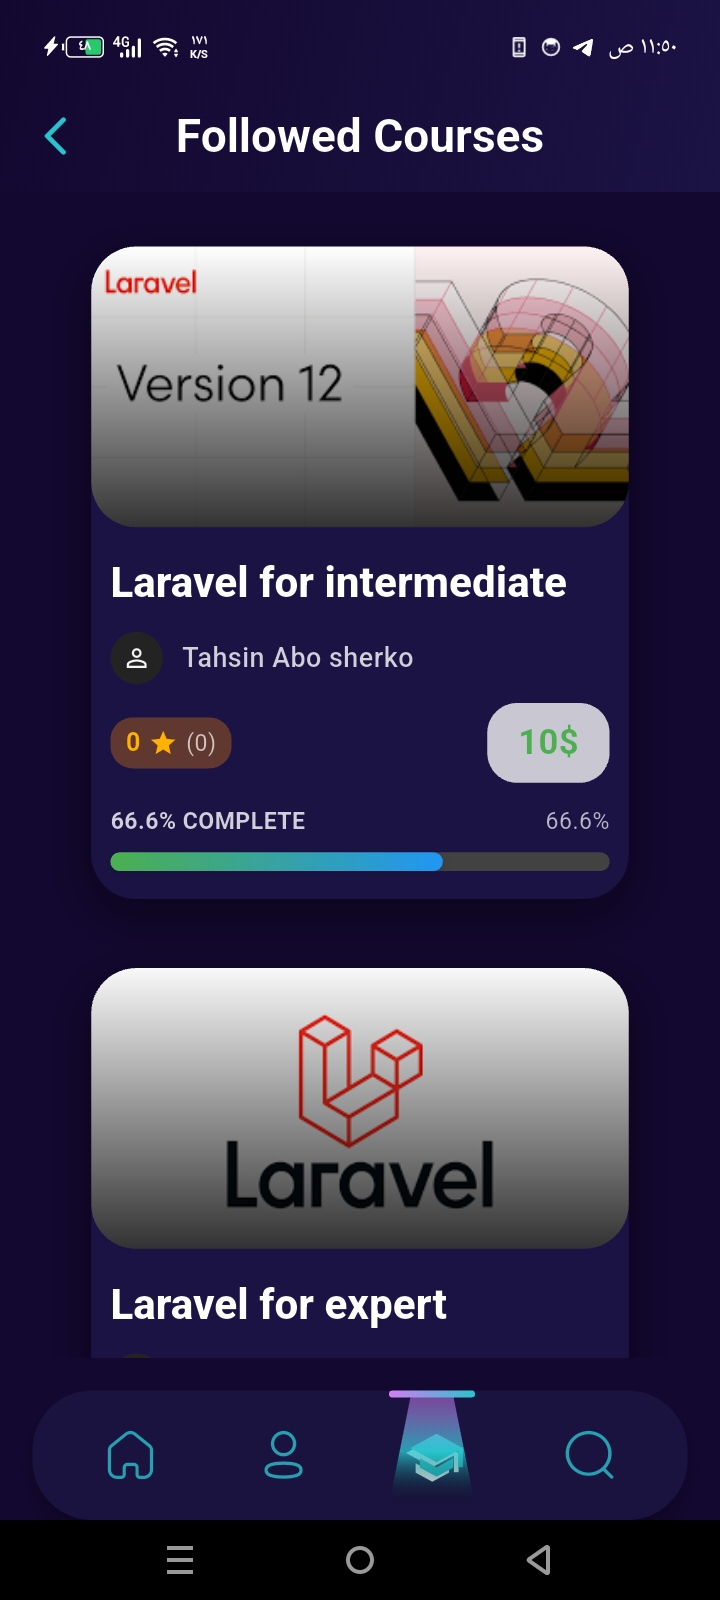 ٤٨ 4G ١٧١ K/S ١١:٥٠ ص
Followed Courses
Laravel
Version 12
Laravel for intermediate
Tahsin Abo sherko
0 (0) 10$
66.6% COMPLETE 66.6%
Laravel
Laravel for expert